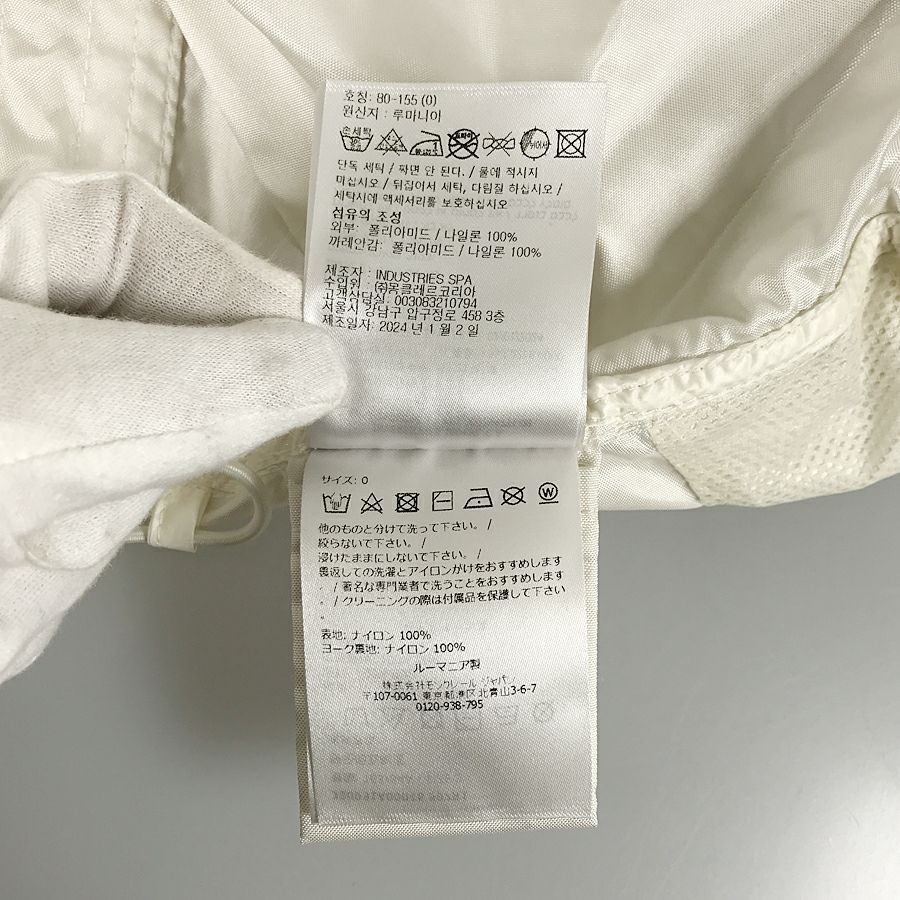 호칭: 80-155 (0)
원산지 : 루마니아
손세탁
단독 세탁 / 짜면 안 된다. / 물에 적시지
마십시오 / 뒤집어서 세탁, 다림질 하십시오 /
세탁시에 액세서리를 보호하십시오
섬유의 조성
외부: 폴리아미드 / 나일론 100%
까레안감: 폴리아미드 / 나일론 100%
제조자 : INDUSTRIES SPA
수입원 : ㈜몽클레르코리아
고객상담실: 003083210794
서울시 강남구 압구정로 458 3층
제조일자: 2024 년 1 월 2 일
サイズ: 0
他のものと分けて洗って下さい。 /
絞らないで下さい。 /
浸けたままにしないで下さい。 /
裏返しての洗濯とアイロンがけをおすすめします
。 / 著名な専門業者で洗うことをおすすめします
。 / クリーニングの際は付属品を保護して下さい
。
表地: ナイロン 100%
ヨーク裏地: ナイロン 100%
ルーマニア製
株式会社モンクレール ジャパン
〒107-0061 東京都港区北青山3-6-7
0120-938-795